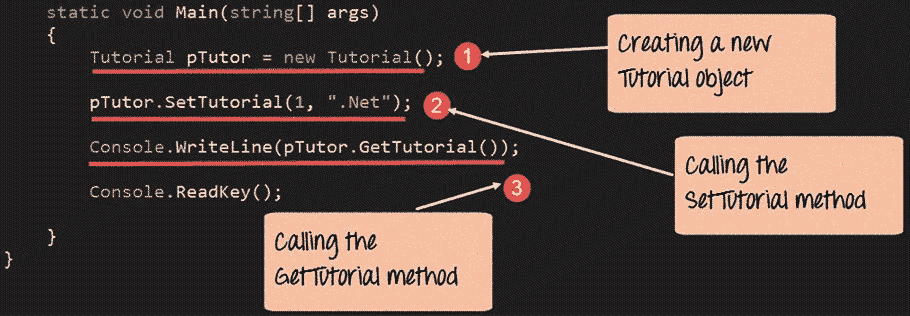 static void Main(string[] args)
{
Tutorial pTutor = new Tutorial(); 1
Creating a new
Tutorial object
pTutor.SetTutorial(1, ".Net"); 2
Console.WriteLine(pTutor.GetTutorial());
Calling the
SetTutorial method
Console.ReadKey();
3
Calling the
GetTutorial method
}
}